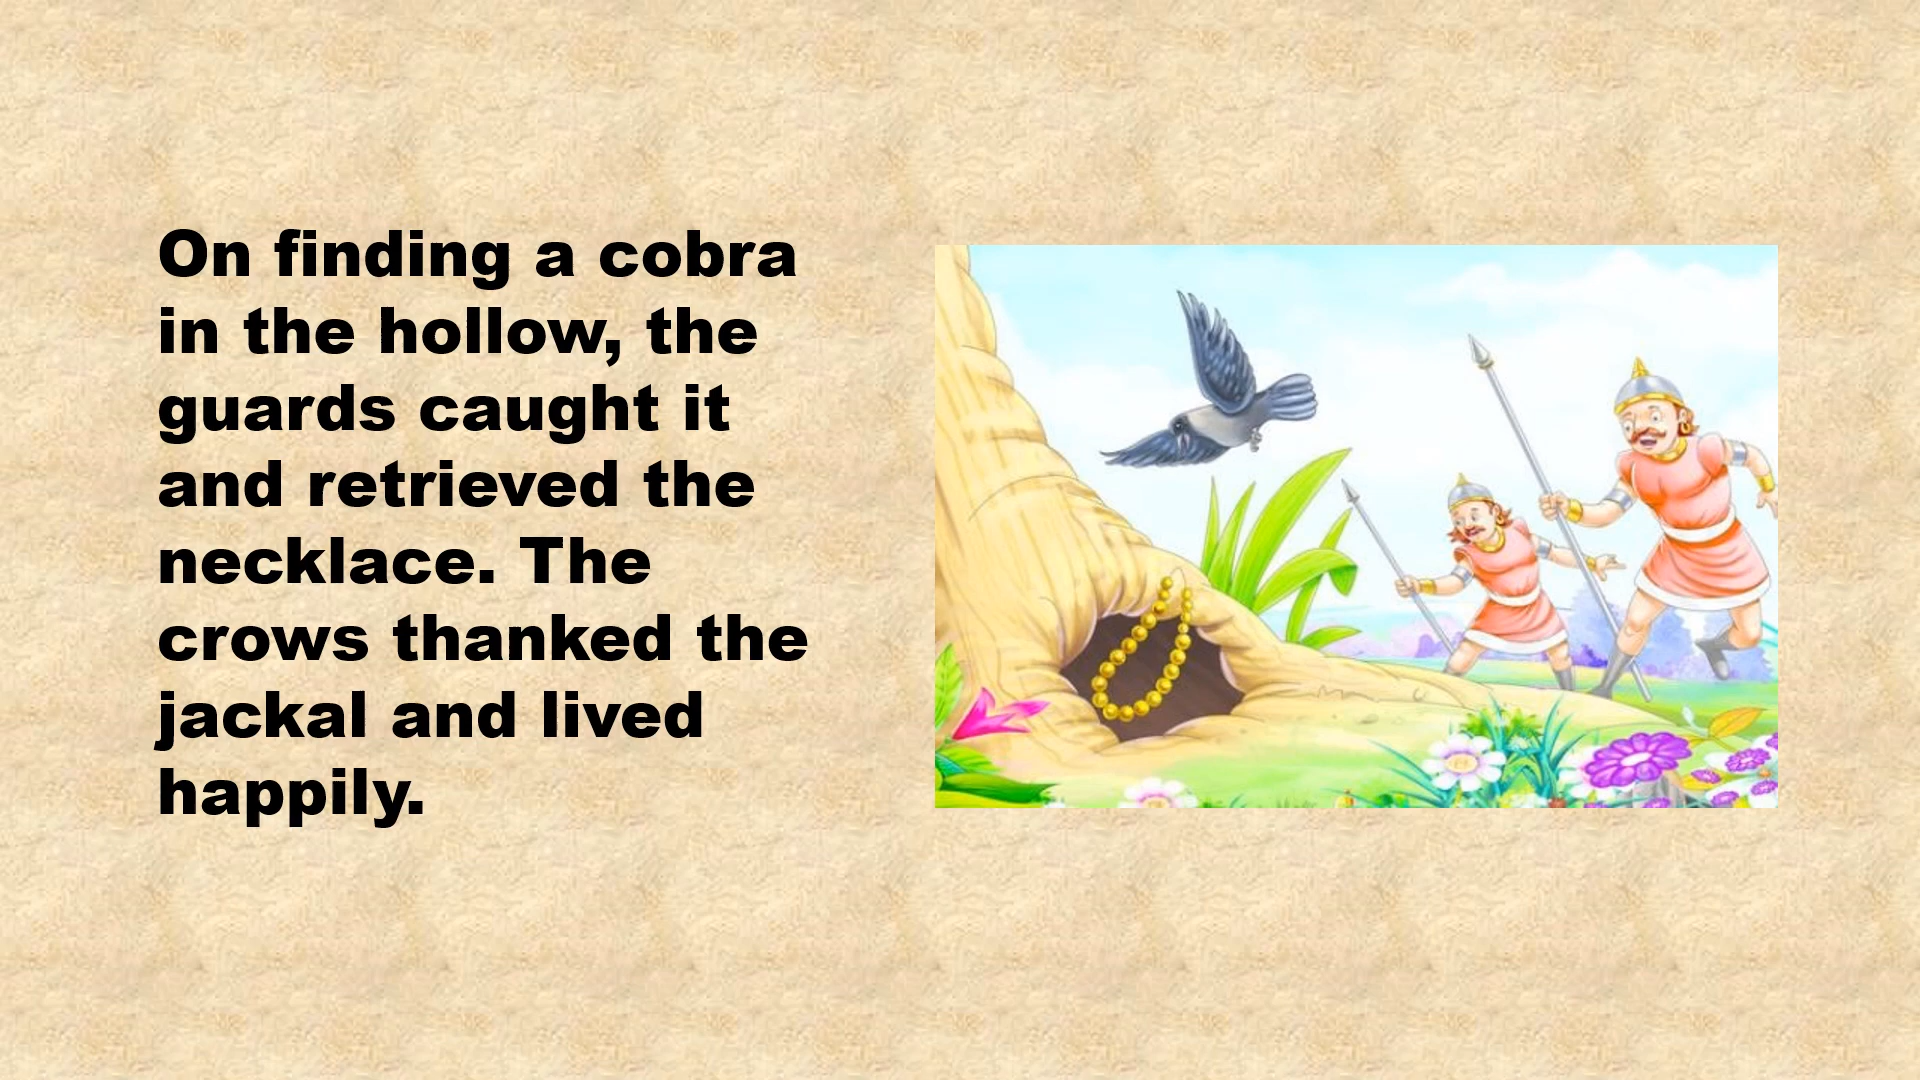 On finding a cobra
in the hollow, the
guards caught it
and retrieved the
necklace. The
crows thanked the
jackal and lived
happily.